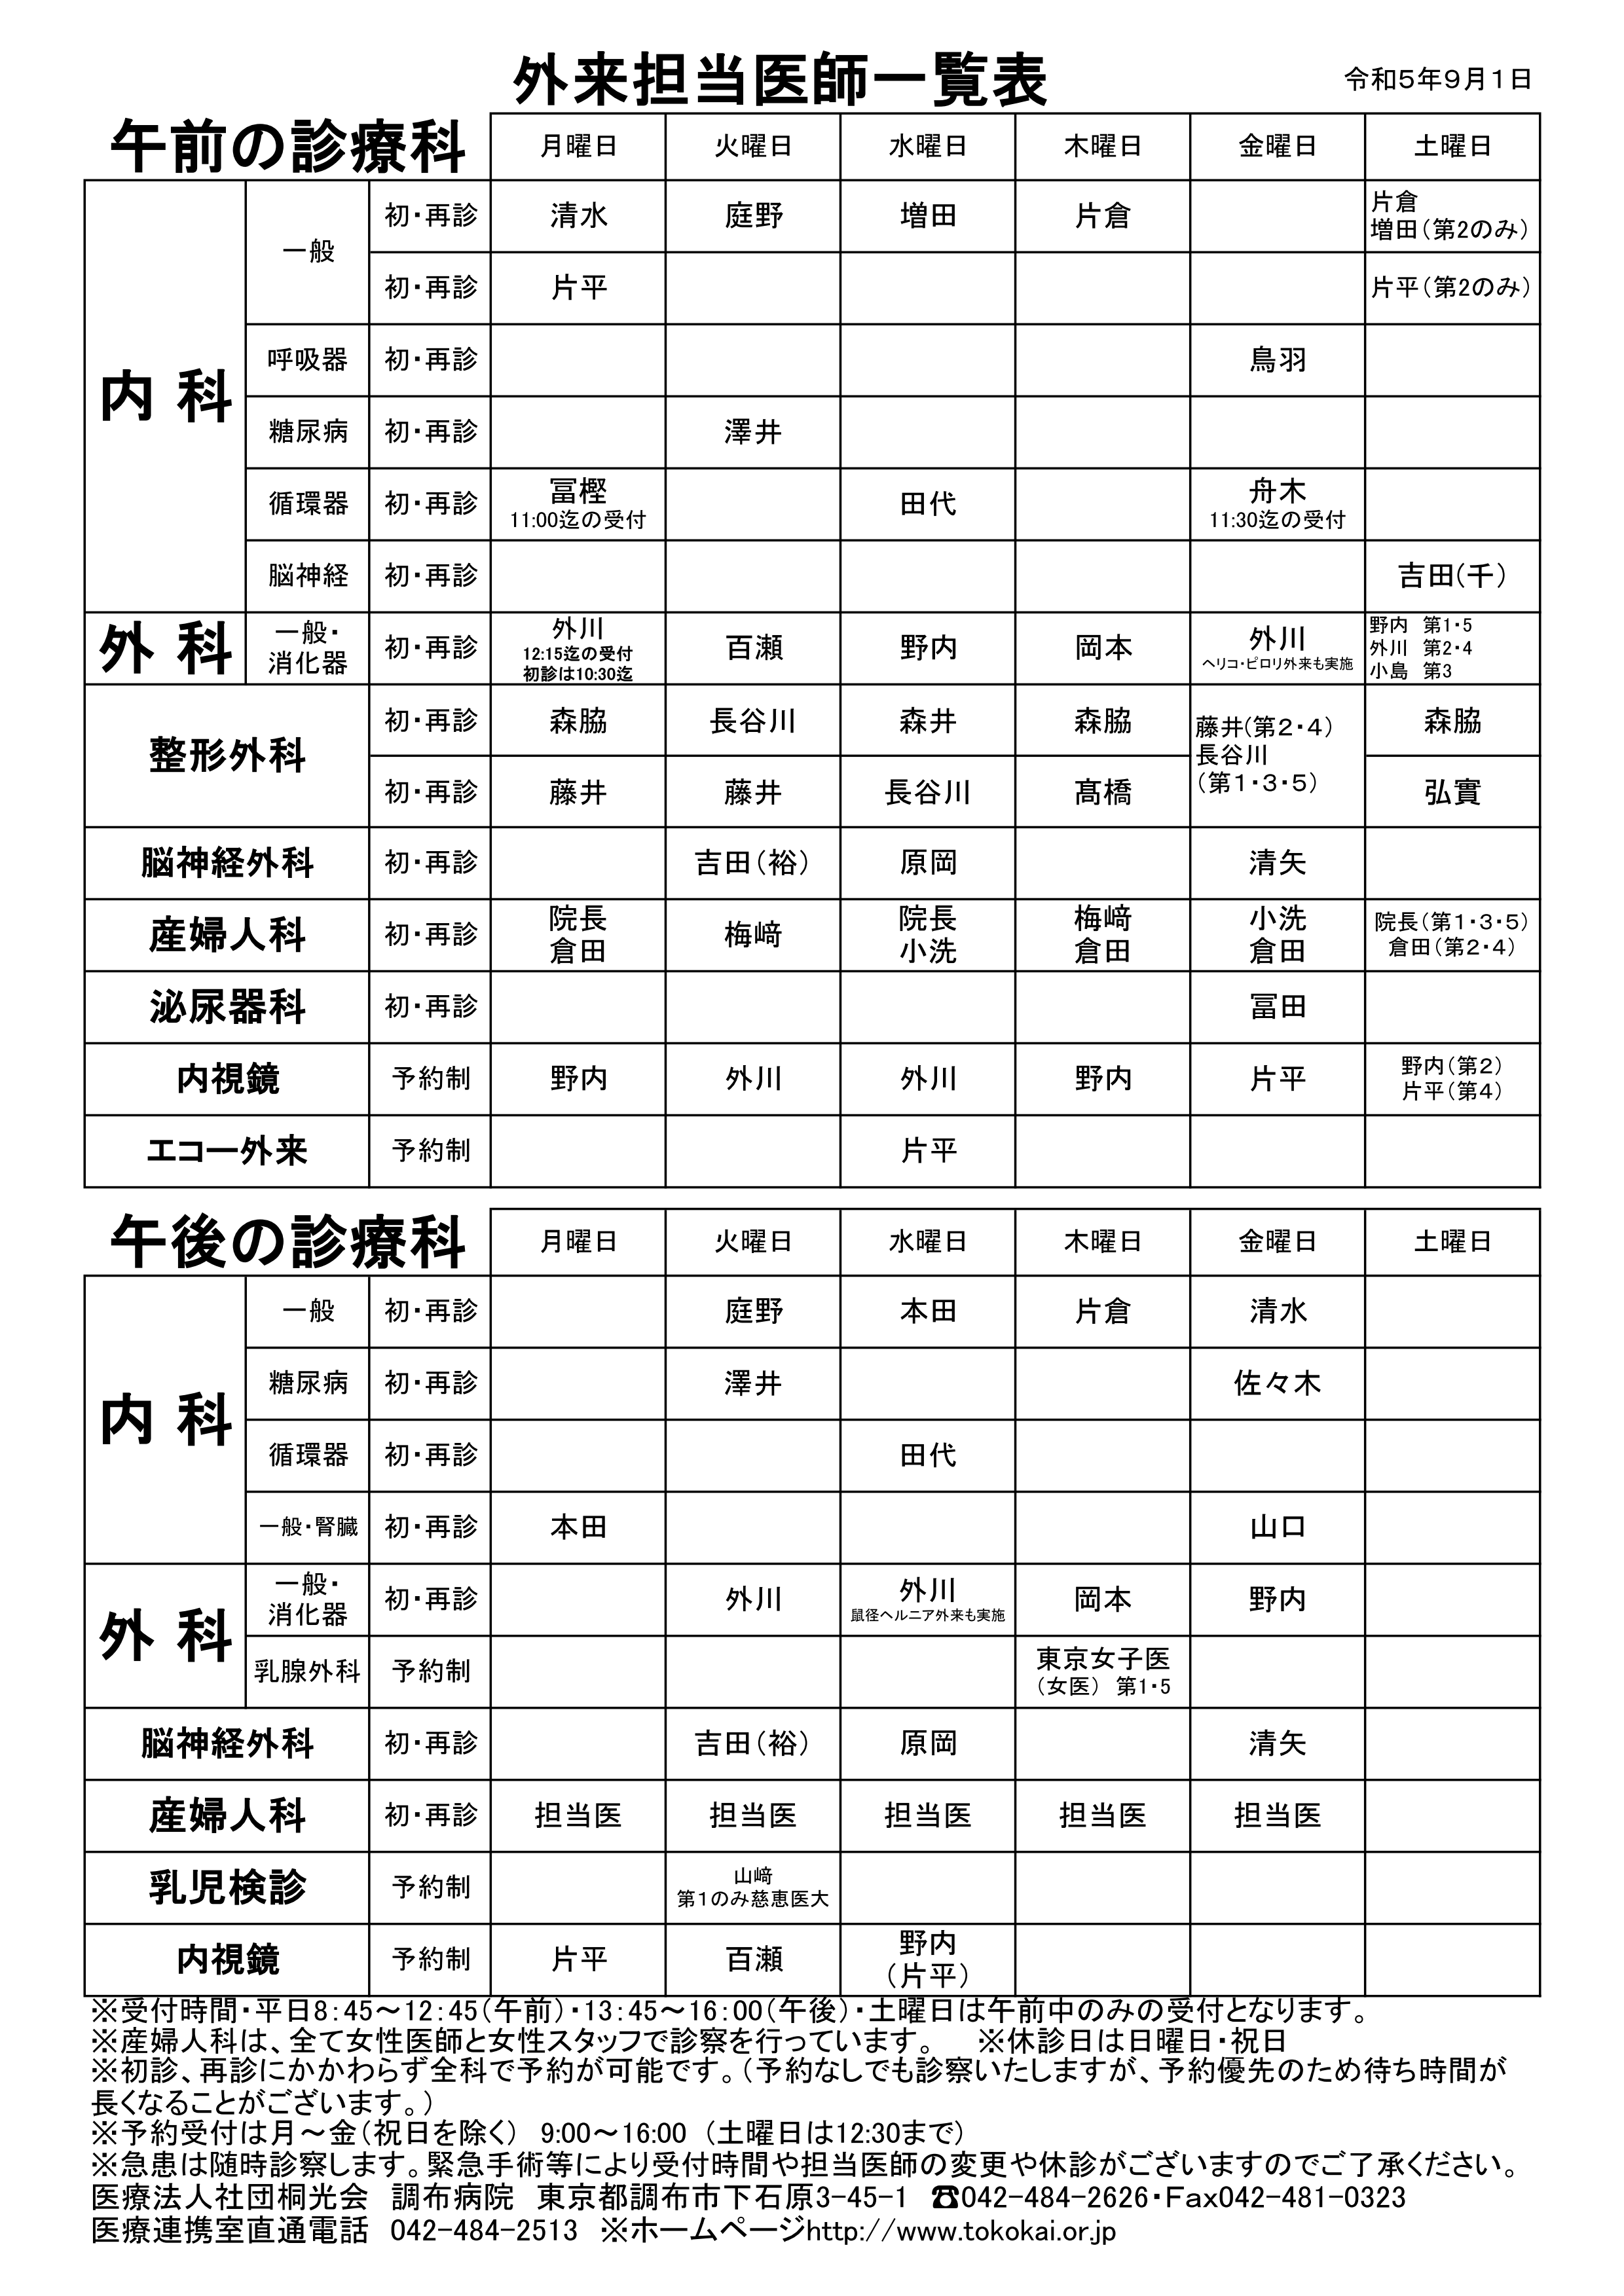 外来担当医師一覧表
令和5年9月1日
午前の診療科 月曜日 火曜日 水曜日 木曜日 金曜日 土曜日
内 科
一般 初・再診 清水 庭野 増田 片倉 片倉
増田（第2のみ）
初・再診 片平 片平（第2のみ）
呼吸器 初・再診 鳥羽
糖尿病 初・再診 澤井
循環器 初・再診 冨樫 田代 舟木
11:00迄の受付 11:30迄の受付
脳神経 初・再診 吉田(千)
外 科 一般・
消化器 初・再診 外川
12:15迄の受付
初診は10:30迄
百瀬 野内 岡本 外川
ヘリコ・ピロリ外来も実施
野内 第1・5
外川 第2・4
小島 第3
整形外科 初・再診 森脇 長谷川 森井 森脇 藤井(第2・4)
長谷川
（第1・3・5）
森脇
初・再診 藤井 藤井 長谷川 髙橋 弘實
脳神経外科 初・再診 吉田（裕） 原岡 清矢
産婦人科 初・再診 院長
倉田
梅﨑 院長
小洗
梅﨑
倉田
小洗
倉田
院長（第1・3・5）
倉田（第2・4）
泌尿器科 初・再診 冨田
内視鏡 予約制 野内 外川 外川 野内 片平 野内（第2）
片平（第4）
エコー外来 予約制 片平
午後の診療科 月曜日 火曜日 水曜日 木曜日 金曜日 土曜日
内 科
一般 初・再診 庭野 本田 片倉 清水
糖尿病 初・再診 澤井 佐々木
循環器 初・再診 田代
一般・腎臓 初・再診 本田 山口
外 科
一般・
消化器 初・再診 外川 外川
鼠径ヘルニア外来も実施
岡本 野内
乳腺外科 予約制 東京女子医
（女医） 第1・5
脳神経外科 初・再診 吉田（裕） 原岡 清矢
産婦人科 初・再診 担当医 担当医 担当医 担当医 担当医
乳児検診 予約制 山﨑
第1のみ慈恵医大
内視鏡 予約制 片平 百瀬 野内
（片平）
※受付時間・平日8:45～12:45（午前）・13:45～16:00（午後）・土曜日は午前中のみの受付となります。
※産婦人科は、全て女性医師と女性スタッフで診察を行っています。 ※休診日は日曜日・祝日
※初診、再診にかかわらず全科で予約が可能です。（予約なしでも診察いたしますが、予約優先のため待ち時間が
長くなることがございます。）
※予約受付は月～金（祝日を除く） 9:00～16:00 （土曜日は12:30まで）
※急患は随時診察します。緊急手術等により受付時間や担当医師の変更や休診がございますのでご了承ください。
医療法人社団桐光会 調布病院 東京都調布市下石原3-45-1 ☎042-484-2626・Fax042-481-0323
医療連携室直通電話 042-484-2513 ※ホームページhttp://www.tokokai.or.jp